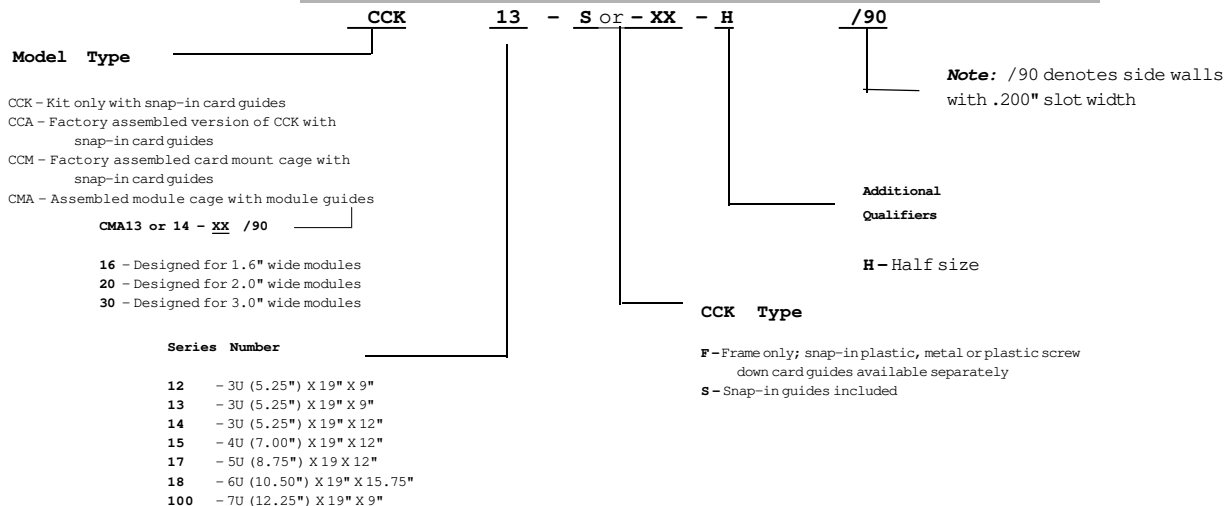 CCK 13 - S or - XX - H /90
Model Type
CCK - Kit only with snap-in card guides
CCA - Factory assembled version of CCK with
snap-in card guides
CCM - Factory assembled card mount cage with
snap-in card guides
CMA - Assembled module cage with module guides
CMA13 or 14 - XX /90
16 - Designed for 1.6" wide modules
20 - Designed for 2.0" wide modules
30 - Designed for 3.0" wide modules
Series Number
12 - 3U (5.25") X 19" X 9"
13 - 3U (5.25") X 19" X 9"
14 - 3U (5.25") X 19" X 12"
15 - 4U (7.00") X 19" X 12"
17 - 5U (8.75") X 19 X 12"
18 - 6U (10.50") X 19" X 15.75"
100 - 7U (12.25") X 19" X 9"
Note: /90 denotes side walls
with .200" slot width
Additional
Qualifiers
H - Half size
CCK Type
F - Frame only; snap-in plastic, metal or plastic screw
down card guides available separately
S - Snap-in guides included